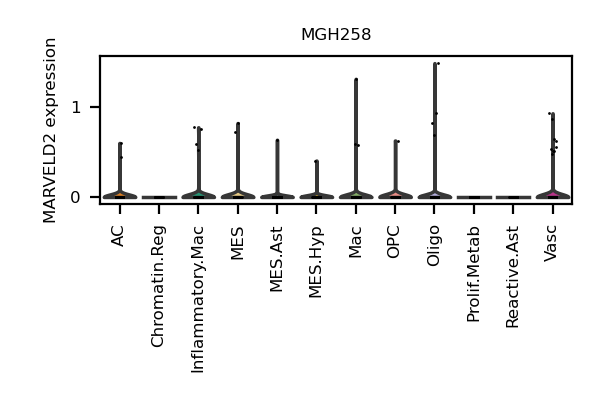 MGH258
MARVELD2 expression
1
0
AC
Chromatin.Reg
Inflammatory.Mac
MES
MES.Ast
MES.Hyp
Mac
OPC
Oligo
Prolif.Metab
Reactive.Ast
Vasc